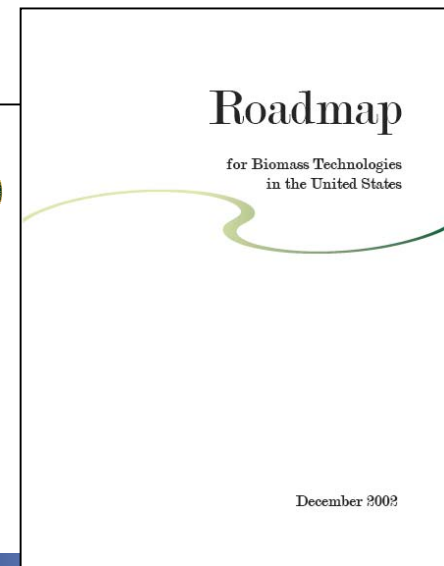 Roadmap
for Biomass Technologies
in the United States
December 2002